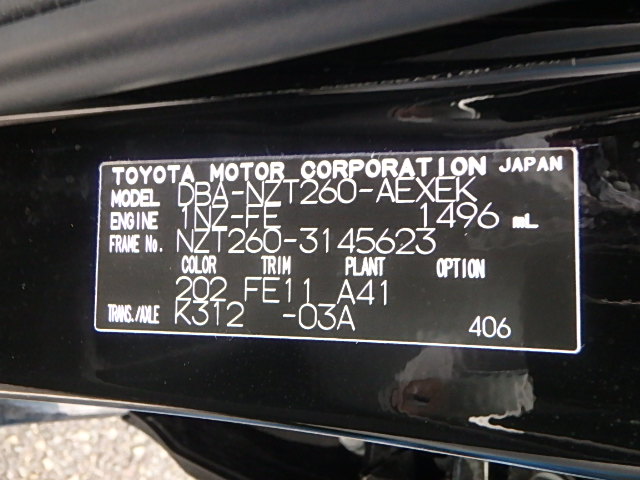 TOYOTA MOTOR CORPORATION JAPAN
MODEL DBA-NZT260-AEXEK
ENGINE 1NZ-FE 1496 mL
FRAME No. NZT260-3145623
COLOR TRIM PLANT OPTION
202 FE11 A41
TRANS./AXLE K312 -03A 406